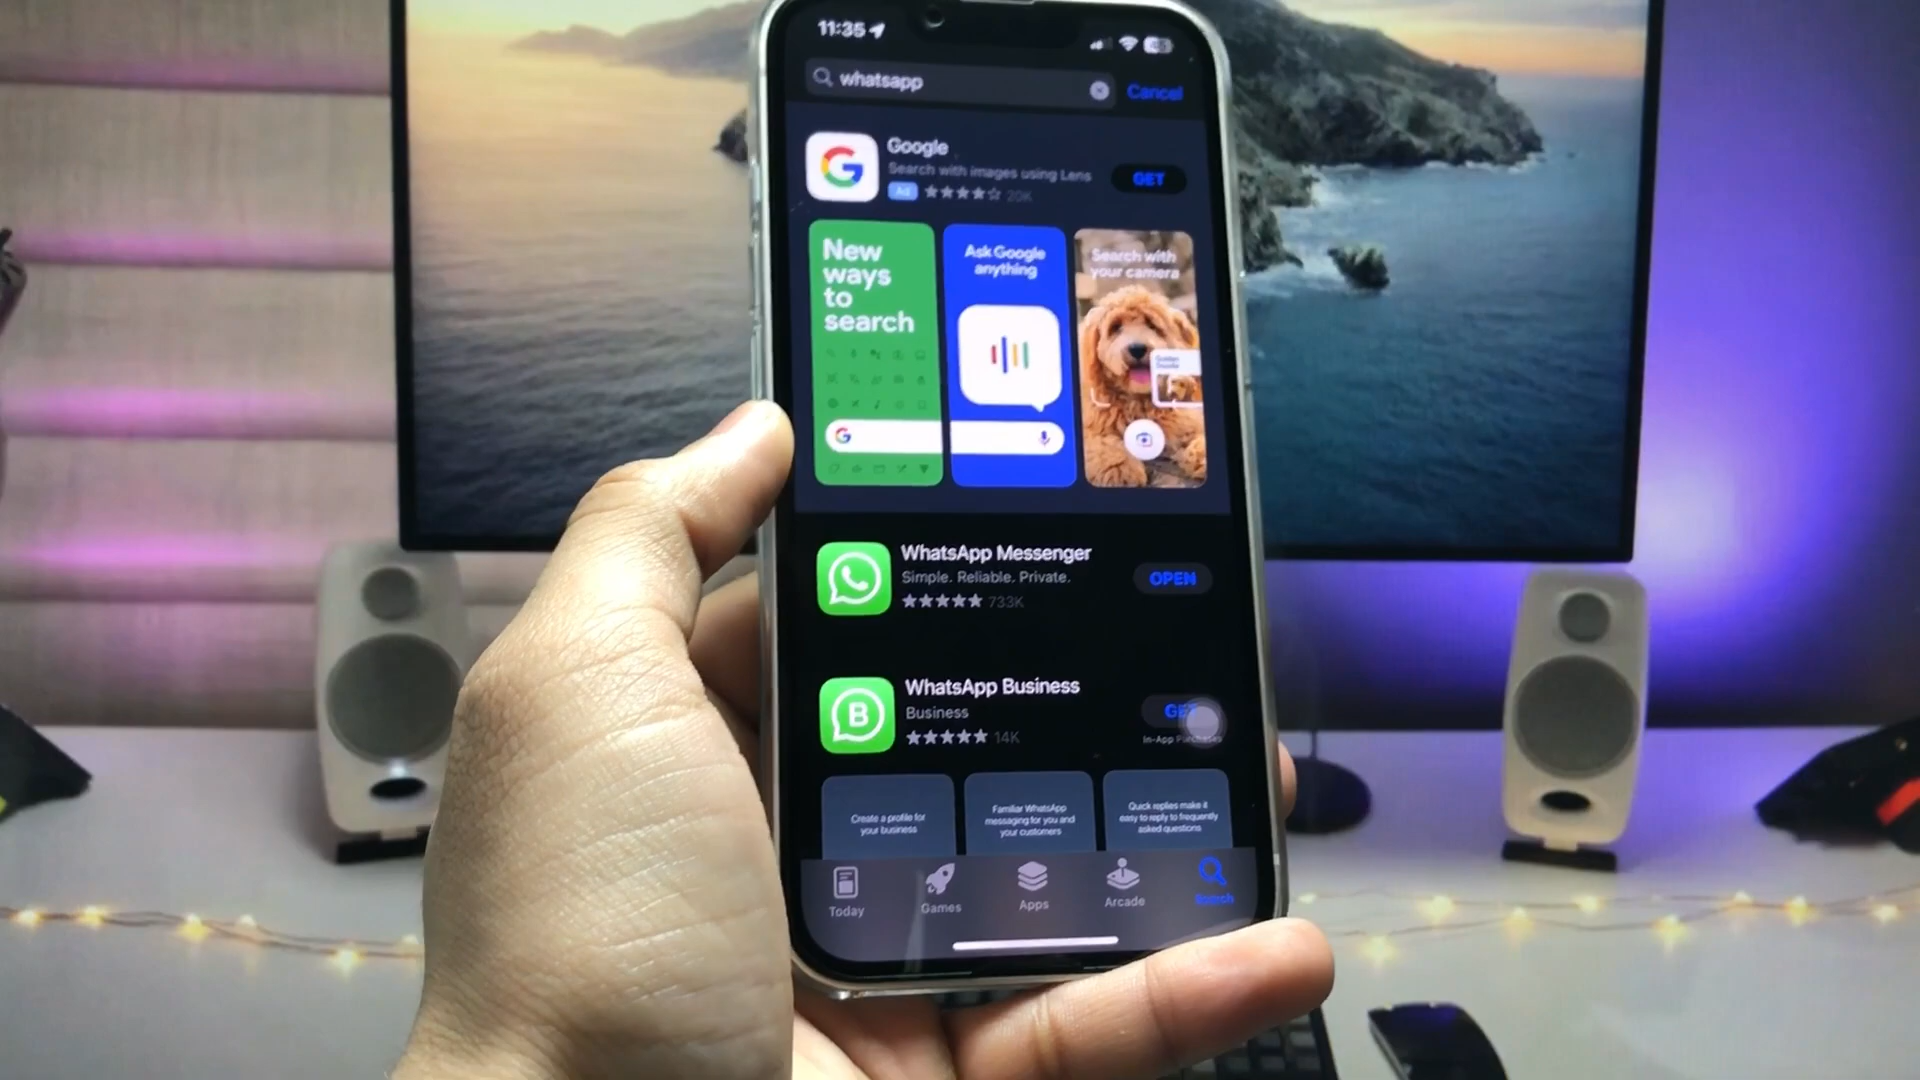 11:35
whatsapp
Cancel
Google
Search with images using Lens
GET
Ad
20K
New
ways
to
search
Ask Google
anything
Search with
your camera
WhatsApp Messenger
Simple. Reliable. Private.
OPEN
733K
WhatsApp Business
Business
GET
14K
In-App Purchases
Create a profile for
your business
Familiar WhatsApp
messaging for you and
your customers
Quick replies make it
easy to reply to frequently
asked questions
Today
Games
Apps
Arcade
Search